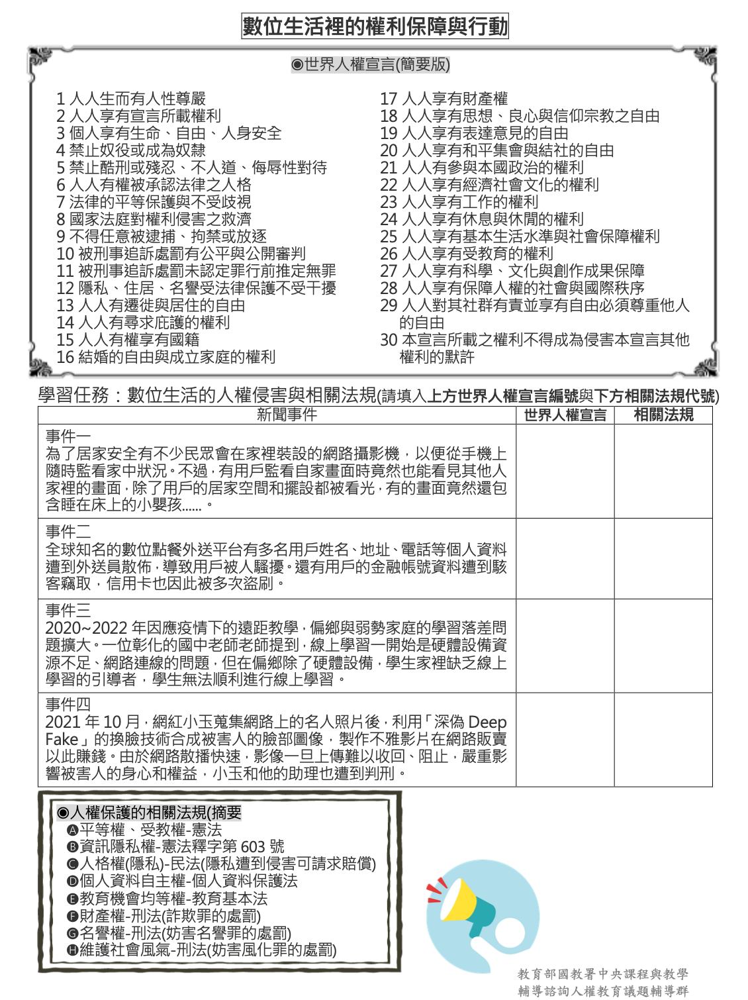 數位生活裡的權利保障與行動
◉世界人權宣言(簡要版)
1 人人生而有人性尊嚴
2 人人享有宣言所載權利
3 個人享有生命、自由、人身安全
4 禁止奴役或成為奴隸
5 禁止酷刑或殘忍、不人道、侮辱性對待
6 人人有權被承認法律之人格
7 法律的平等保護與不受歧視
8 國家法庭對權利侵害之救濟
9 不得任意被逮捕、拘禁或放逐
10 被刑事追訴處罰有公平與公開審判
11 被刑事追訴處罰未認定罪行前推定無罪
12 隱私、住居、名譽受法律保護不受干擾
13 人人有遷徙與居住的自由
14 人人有尋求庇護的權利
15 人人有權享有國籍
16 結婚的自由與成立家庭的權利
17 人人享有財產權
18 人人享有思想、良心與信仰宗教之自由
19 人人享有表達意見的自由
20 人人享有和平集會與結社的自由
21 人人有參與本國政治的權利
22 人人享有經濟社會文化的權利
23 人人享有工作的權利
24 人人享有休息與休閒的權利
25 人人享有基本生活水準與社會保障權利
26 人人享有受教育的權利
27 人人享有科學、文化與創作成果保障
28 人人享有保障人權的社會與國際秩序
29 人人對其社群有責並享有自由必須尊重他人
的自由
30 本宣言所載之權利不得成為侵害本宣言其他
權利的默許
學習任務：數位生活的人權侵害與相關法規(請填入上方世界人權宣言編號與下方相關法規代號)
新聞事件 世界人權宣言 相關法規
事件一
為了居家安全有不少民眾會在家裡裝設的網路攝影機，以便從手機上
隨時監看家中狀況。不過，有用戶監看自家畫面時竟然也能看見其他人
家裡的畫面，除了用戶的居家空間和擺設都被看光，有的畫面竟然還包
含睡在床上的小嬰孩......。
事件二
全球知名的數位點餐外送平台有多名用戶姓名、地址、電話等個人資料
遭到外送員散佈，導致用戶被人騷擾。還有用戶的金融帳號資料遭到駭
客竊取，信用卡也因此被多次盜刷。
事件三
2020~2022 年因應疫情下的遠距教學，偏鄉與弱勢家庭的學習落差問
題擴大。一位彰化的國中老師老師提到，線上學習一開始是硬體設備資
源不足、網路連線的問題，但在偏鄉除了硬體設備，學生家裡缺乏線上
學習的引導者，學生無法順利進行線上學習。
事件四
2021 年 10 月，網紅小玉蒐集網路上的名人照片後，利用「深偽 Deep
Fake」的換臉技術合成被害人的臉部圖像，製作不雅影片在網路販賣
以此賺錢。由於網路散播快速，影像一旦上傳難以收回、阻止，嚴重影
響被害人的身心和權益，小玉和他的助理也遭到判刑。
◉人權保護的相關法規(摘要
🅐平等權、受教權-憲法
🅑資訊隱私權-憲法釋字第 603 號
🅒人格權(隱私)-民法(隱私遭到侵害可請求賠償)
🅓個人資料自主權-個人資料保護法
🅔教育機會均等權-教育基本法
🅕財產權-刑法(詐欺罪的處罰)
🅖名譽權-刑法(妨害名譽罪的處罰)
🅗維護社會風氣-刑法(妨害風化罪的處罰)
教育部國教署中央課程與教學
輔導諮詢人權教育議題輔導群